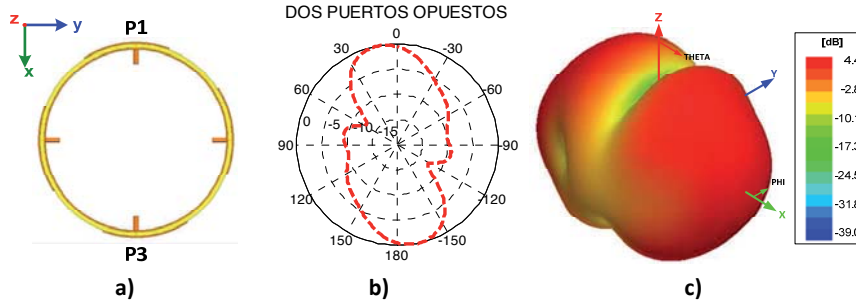 z
y
x
P1
P3
a)
DOS PUERTOS OPUESTOS
0
30
-30
60
-60
0
-5
-10
-15
90
-90
120
-120
150
-150
180
b)
Z
THETA
Y
PHI
X
c)
[dB]
4.4
-2.8
-10.1
-17.3
-24.5
-31.8
-39.0